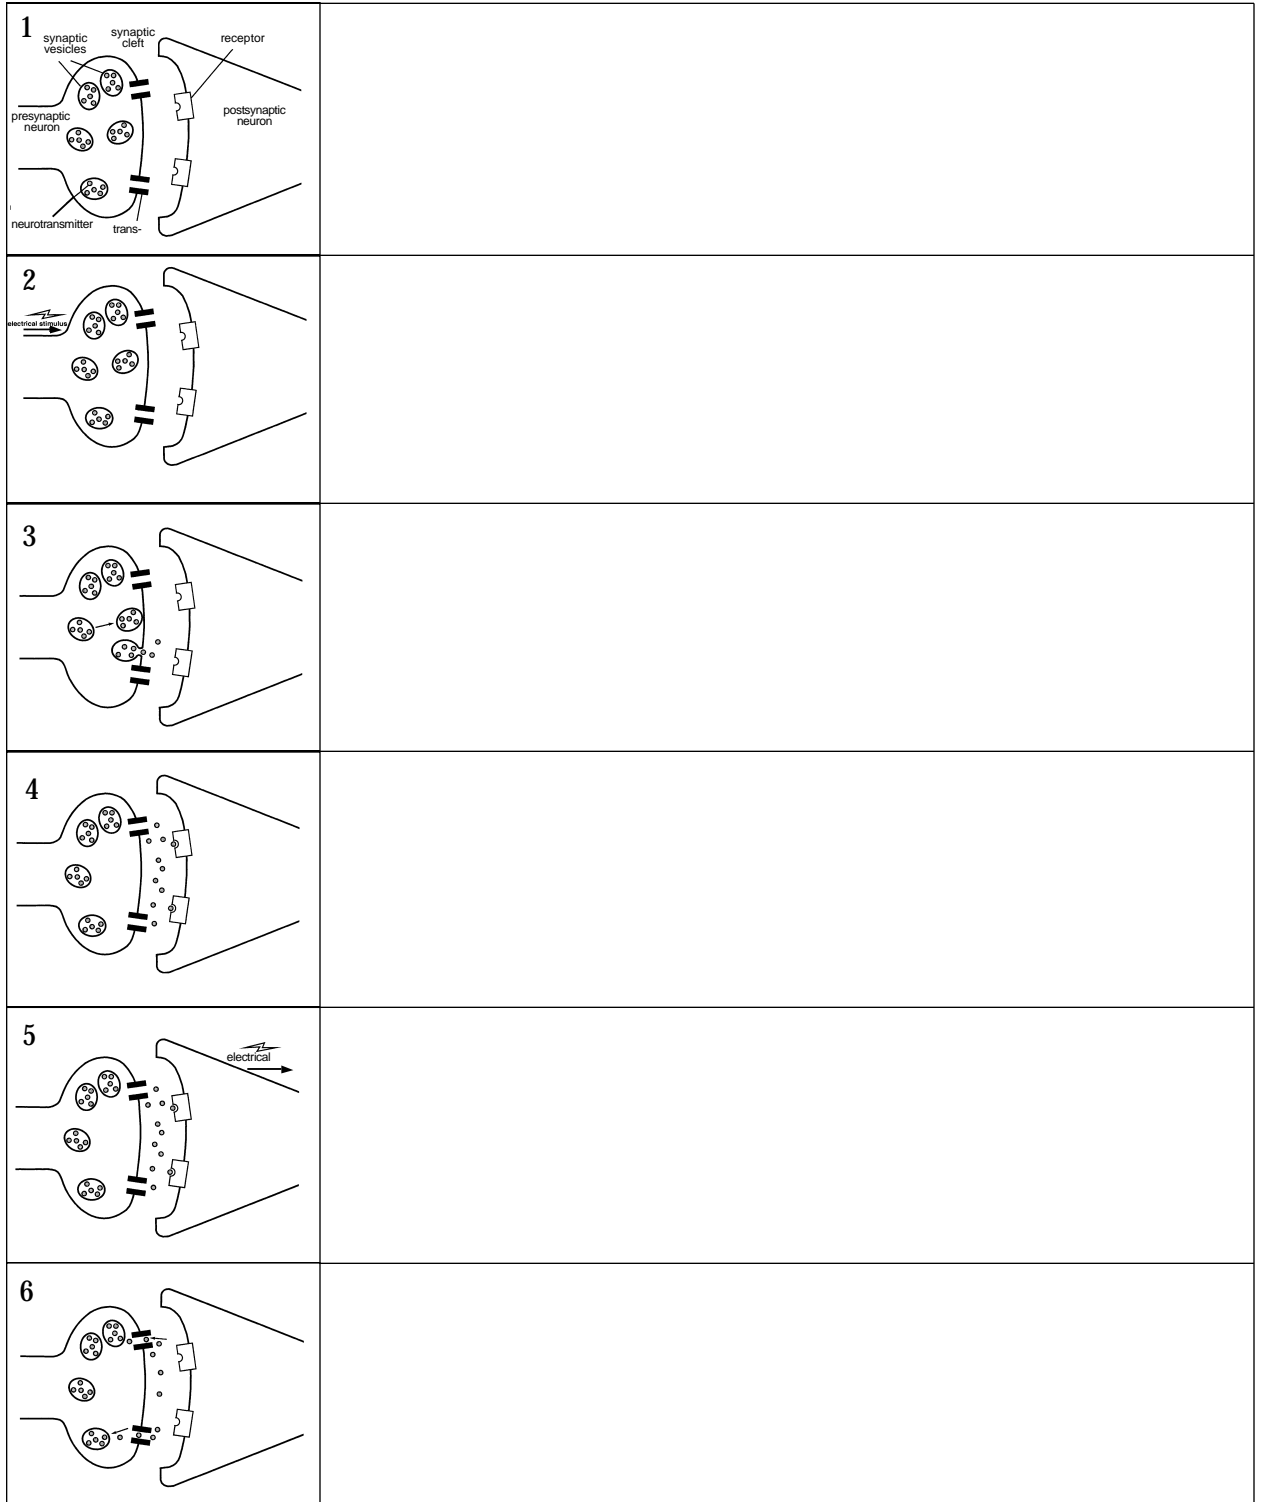 1
synaptic
vesicles
synaptic
cleft
receptor
presynaptic
neuron
postsynaptic
neuron
neurotransmitter
trans-
2
electrical stimulus
3
4
5
electrical
6